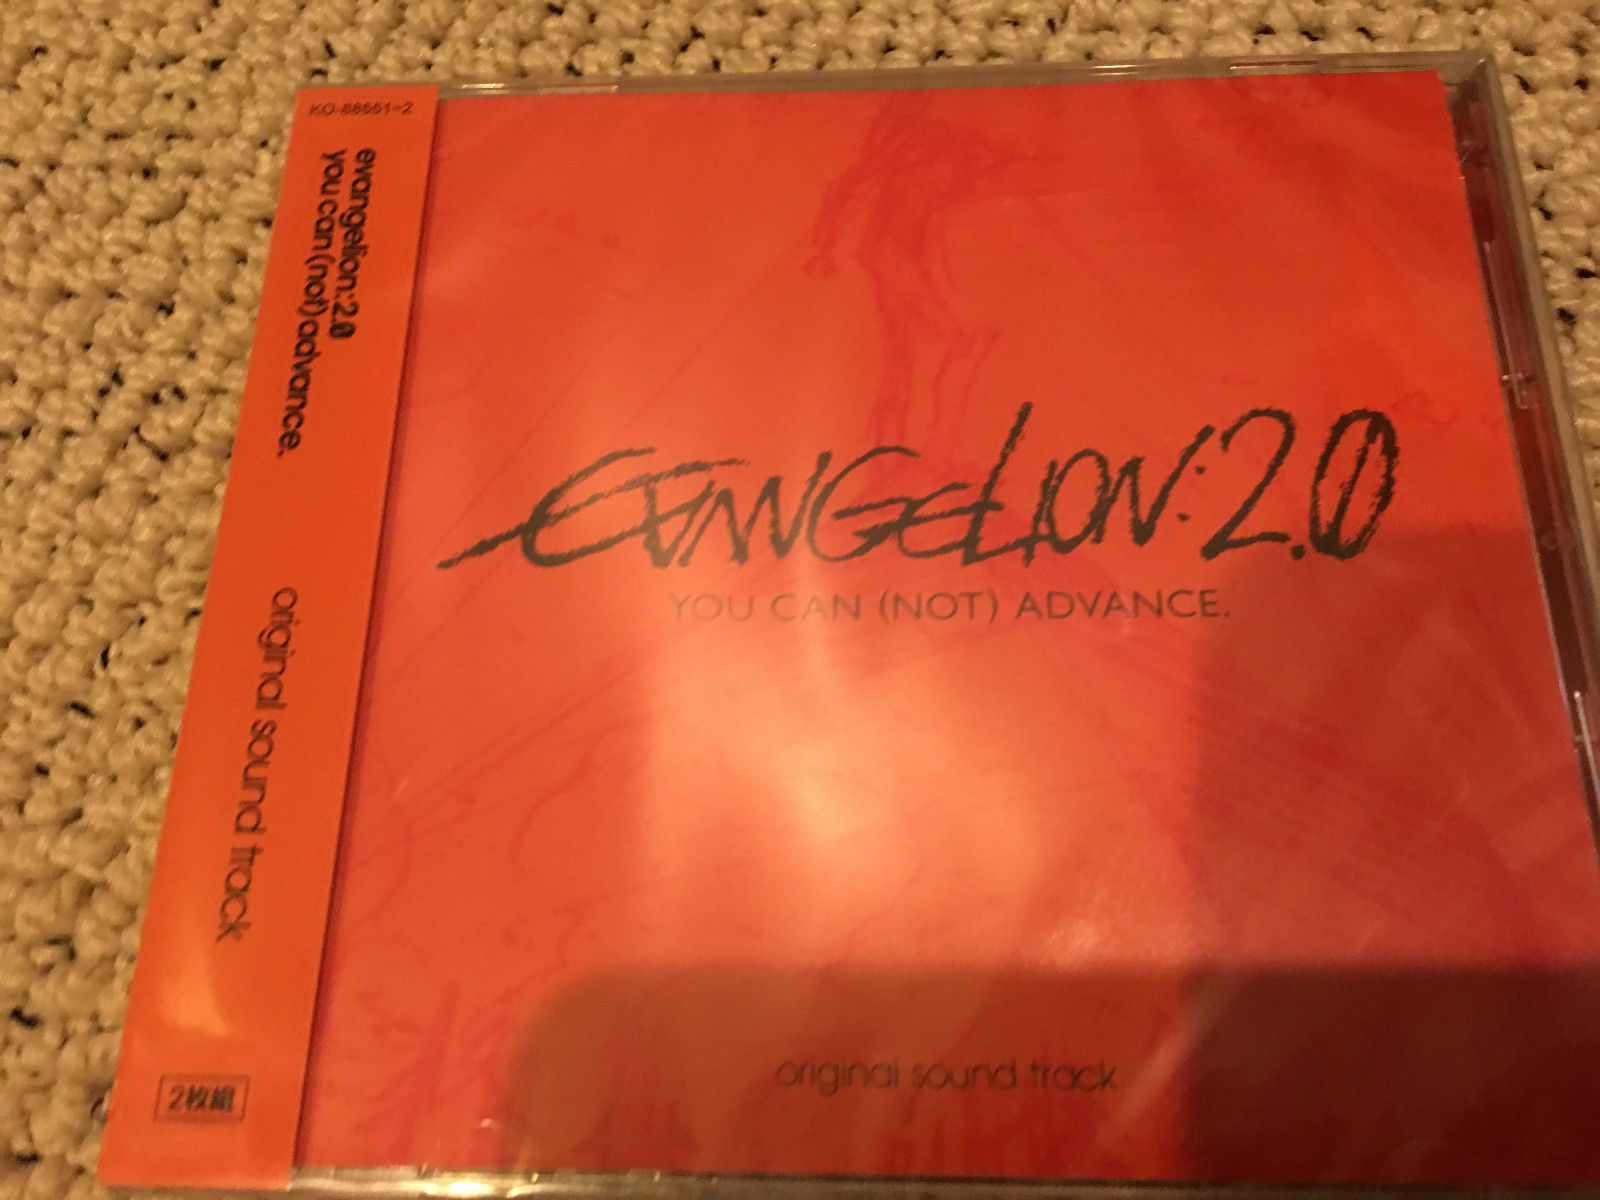 KO-88551~2
evangelion:2.0
you can (not) advance.
original sound track
2枚組
EVANGELION:2.0
YOU CAN (NOT) ADVANCE.
original sound track